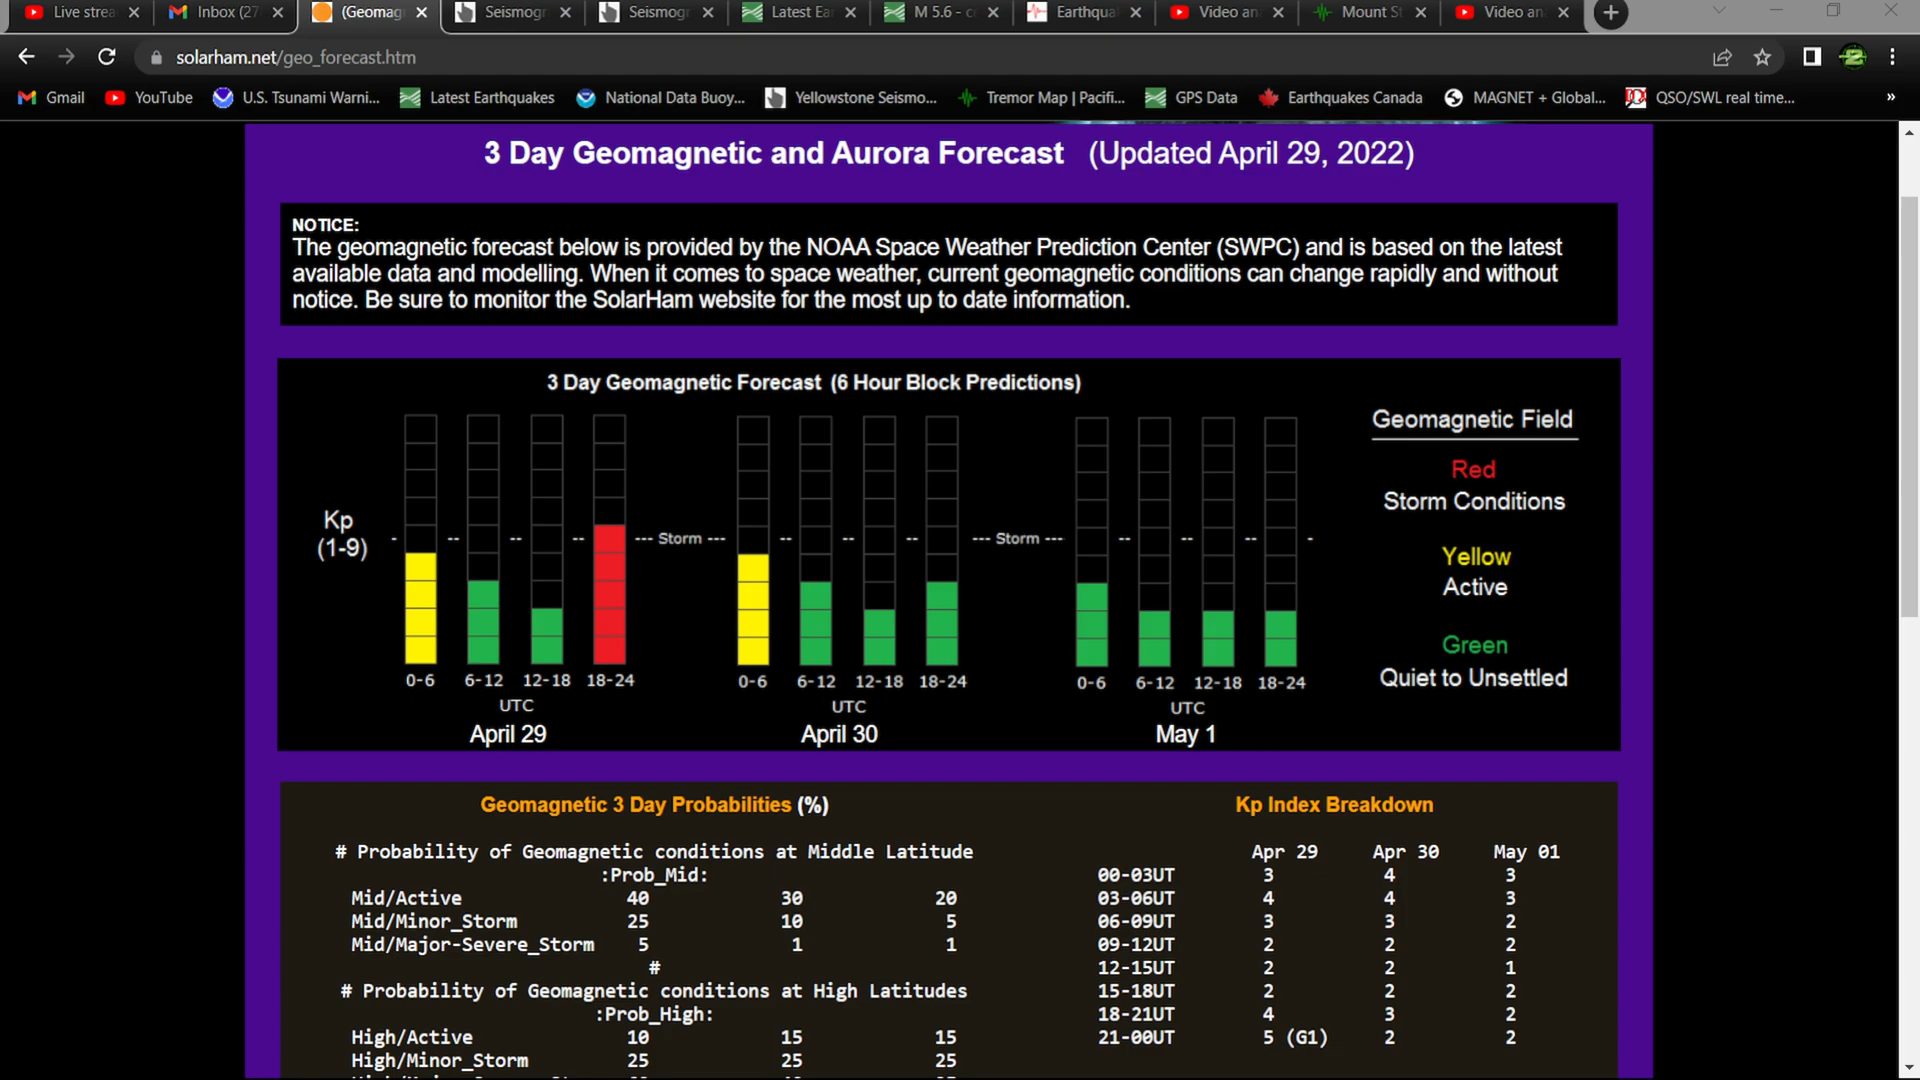 Live strea
Inbox (27
(Geomag
Seismogr
Seismogr
Latest Ea
M 5.6 - c
Earthqua
Video an
Mount St
Video an
solarham.net/geo_forecast.htm
Gmail
YouTube
U.S. Tsunami Warni...
Latest Earthquakes
National Data Buoy...
Yellowstone Seismo...
Tremor Map | Pacifi...
GPS Data
Earthquakes Canada
MAGNET + Global...
QSO/SWL real time...
»
3 Day Geomagnetic and Aurora Forecast (Updated April 29, 2022)
NOTICE:
The geomagnetic forecast below is provided by the NOAA Space Weather Prediction Center (SWPC) and is based on the latest
available data and modelling. When it comes to space weather, current geomagnetic conditions can change rapidly and without
notice. Be sure to monitor the SolarHam website for the most up to date information.
3 Day Geomagnetic Forecast (6 Hour Block Predictions)
Geomagnetic Field
Red
Storm Conditions
Yellow
Active
Green
Quiet to Unsettled
Kp
(1-9)
- -- -- -- --- Storm --- -- -- -- --- Storm --- -- -- -- -
0-6 6-12 12-18 18-24 0-6 6-12 12-18 18-24 0-6 6-12 12-18 18-24
UTC UTC UTC
April 29 April 30 May 1
Geomagnetic 3 Day Probabilities (%)
# Probability of Geomagnetic conditions at Middle Latitude
:Prob_Mid:
Mid/Active 40 30 20
Mid/Minor_Storm 25 10 5
Mid/Major-Severe_Storm 5 1 1
#
# Probability of Geomagnetic conditions at High Latitudes
:Prob_High:
High/Active 10 15 15
High/Minor_Storm 25 25 25
Kp Index Breakdown
Apr 29 Apr 30 May 01
00-03UT 3 4 3
03-06UT 4 4 3
06-09UT 3 3 2
09-12UT 2 2 2
12-15UT 2 2 1
15-18UT 2 2 2
18-21UT 4 3 2
21-00UT 5 (G1) 2 2